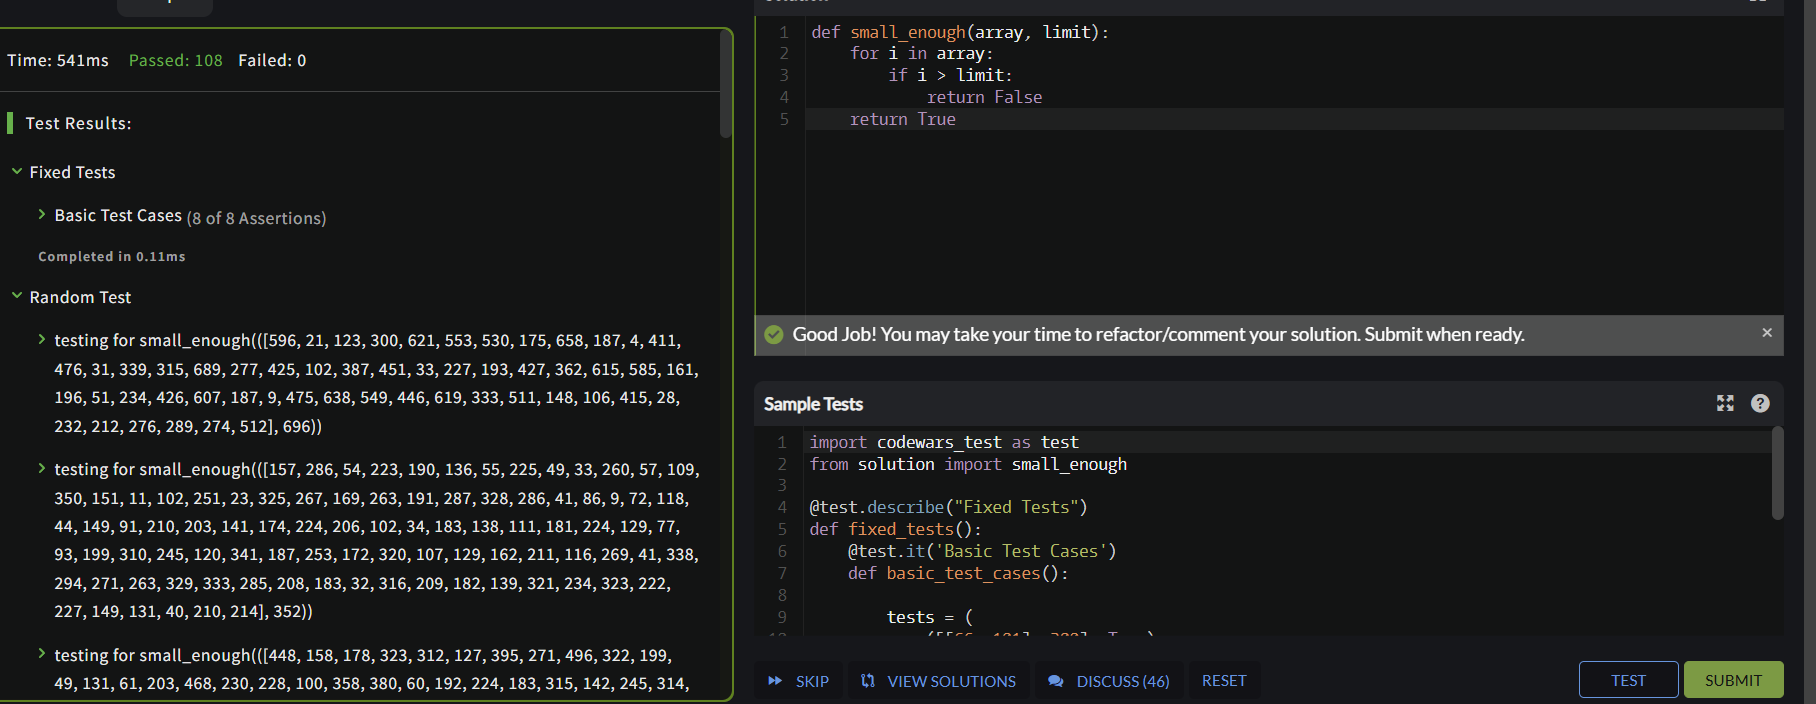 Time: 541ms Passed: 108 Failed: 0
Test Results:
Fixed Tests
Basic Test Cases (8 of 8 Assertions)
Completed in 0.11ms
Random Test
testing for small_enough(([596, 21, 123, 300, 621, 553, 530, 175, 658, 187, 4, 411,
476, 31, 339, 315, 689, 277, 425, 102, 387, 451, 33, 227, 193, 427, 362, 615, 585, 161,
196, 51, 234, 426, 607, 187, 9, 475, 638, 549, 446, 619, 333, 511, 148, 106, 415, 28,
232, 212, 276, 289, 274, 512], 696))
testing for small_enough(([157, 286, 54, 223, 190, 136, 55, 225, 49, 33, 260, 57, 109,
350, 151, 11, 102, 251, 23, 325, 267, 169, 263, 191, 287, 328, 286, 41, 86, 9, 72, 118,
44, 149, 91, 210, 203, 141, 174, 224, 206, 102, 34, 183, 138, 111, 181, 224, 129, 77,
93, 199, 310, 245, 120, 341, 187, 253, 172, 320, 107, 129, 162, 211, 116, 269, 41, 338,
294, 271, 263, 329, 333, 285, 208, 183, 32, 316, 209, 182, 139, 321, 234, 323, 222,
227, 149, 131, 40, 210, 214], 352))
testing for small_enough(([448, 158, 178, 323, 312, 127, 395, 271, 496, 322, 199,
49, 131, 61, 203, 468, 230, 228, 100, 358, 380, 60, 192, 224, 183, 315, 142, 245, 314,
1 def small_enough(array, limit):
2     for i in array:
3         if i > limit:
4             return False
5     return True
Good Job! You may take your time to refactor/comment your solution. Submit when ready.
Sample Tests
1 import codewars_test as test
2 from solution import small_enough
3
4 @test.describe("Fixed Tests")
5 def fixed_tests():
6     @test.it('Basic Test Cases')
7     def basic_test_cases():
8
9         tests = (
SKIP VIEW SOLUTIONS DISCUSS (46) RESET TEST SUBMIT